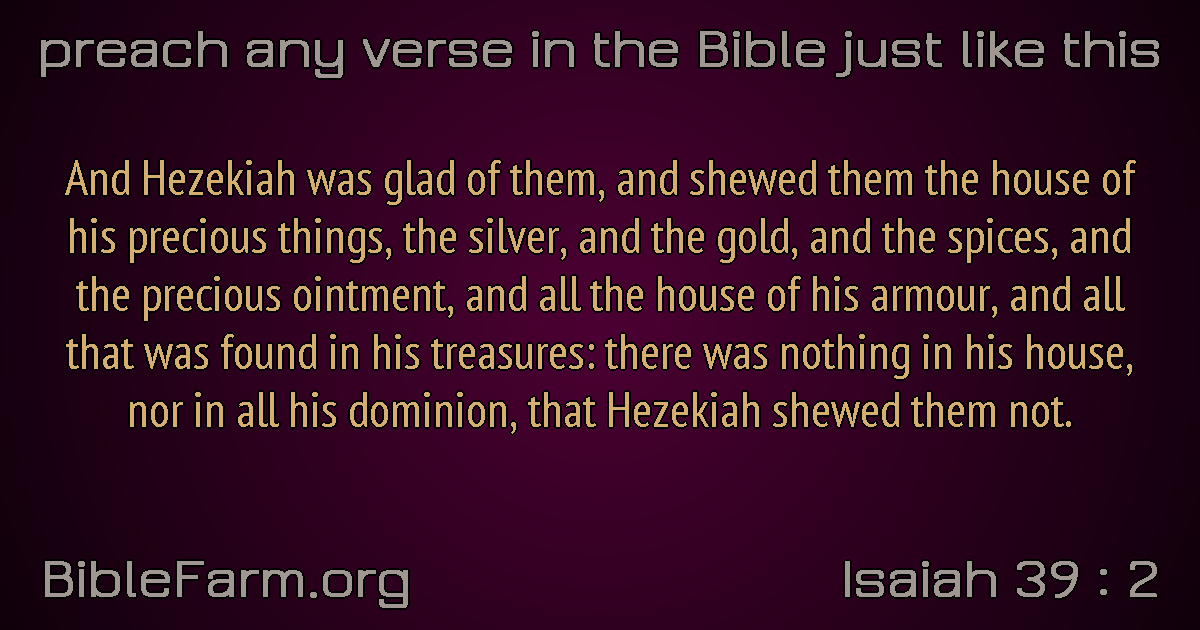 preach any verse in the Bible just like this
And Hezekiah was glad of them, and shewed them the house of
his precious things, the silver, and the gold, and the spices, and
the precious ointment, and all the house of his armour, and all
that was found in his treasures: there was nothing in his house,
nor in all his dominion, that Hezekiah shewed them not.
BibleFarm.org
Isaiah 39 : 2